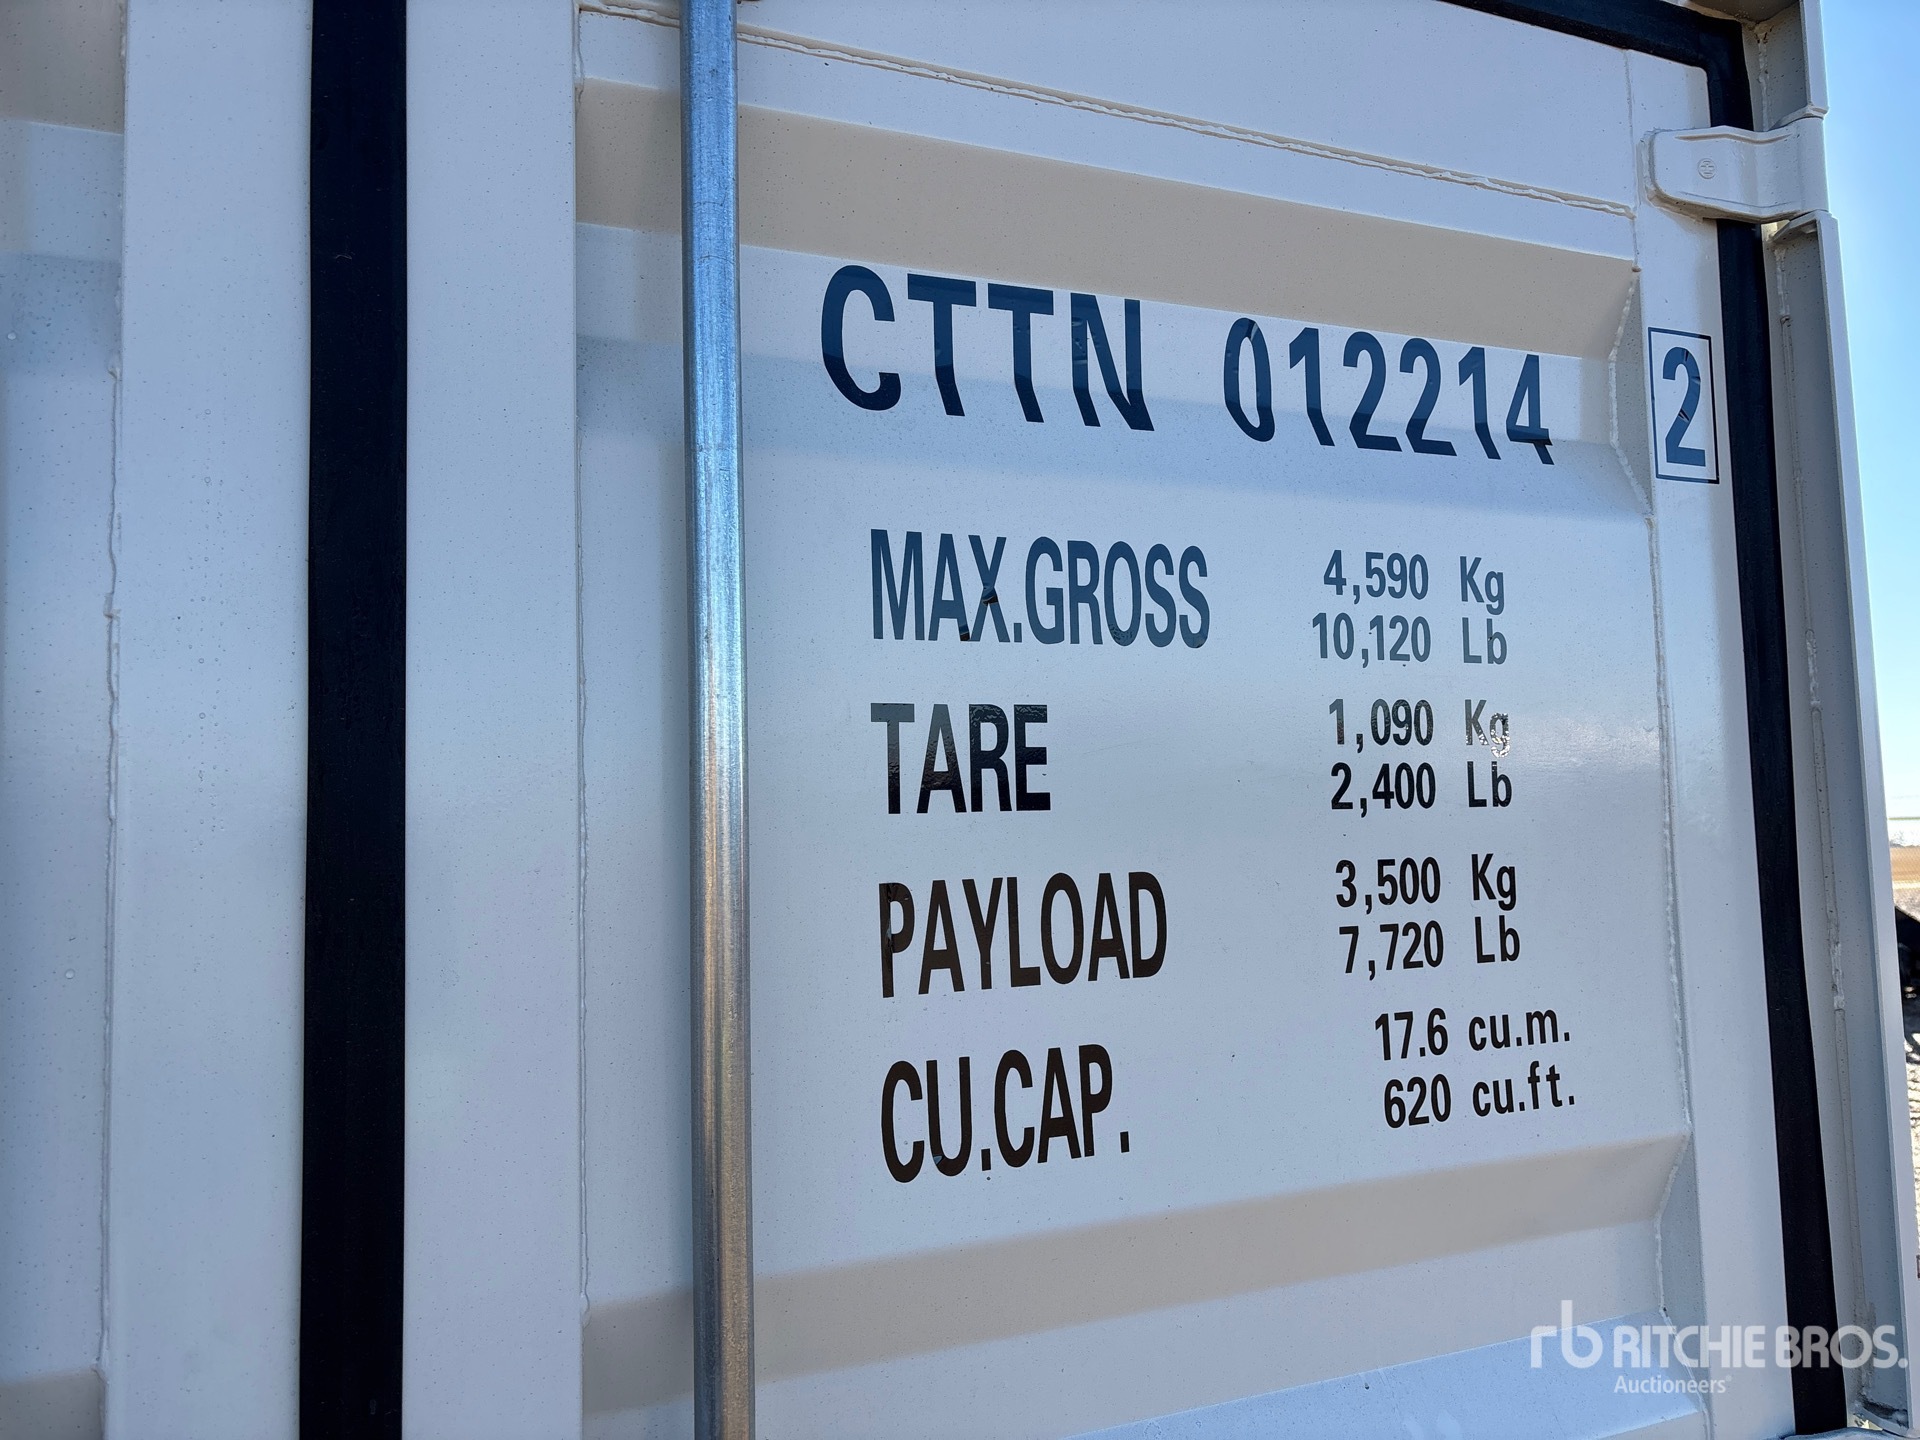 CTTN 012214 2
MAX.GROSS 4,590 Kg
10,120 Lb
TARE 1,090 Kg
2,400 Lb
PAYLOAD 3,500 Kg
7,720 Lb
CU.CAP. 17.6 cu.m.
620 cu.ft.
rb RITCHIE BROS.
Auctioneers